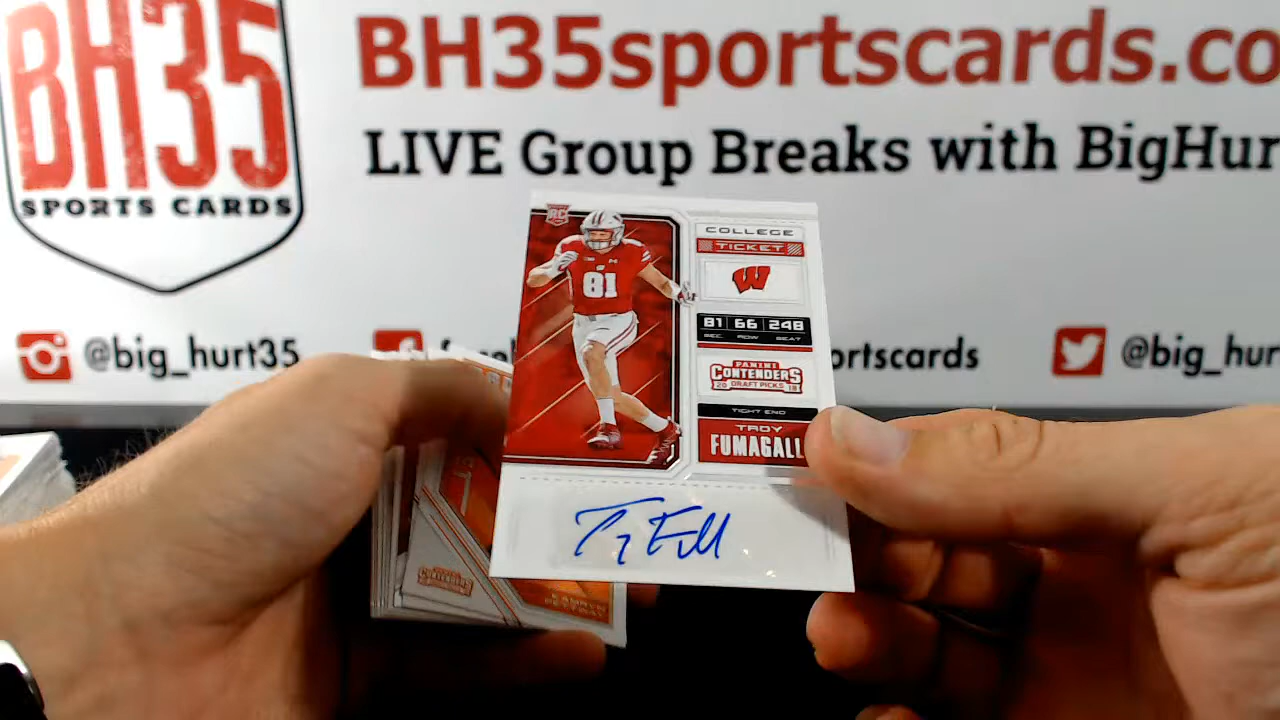 BH35
SPORTS CARDS
BH35sportscards.co
LIVE Group Breaks with BigHur
@big_hurt35
ortscards
@big_hur
RC
81
COLLEGE
TICKET
W
81 66 248
SEC. ROW SEAT
PANINI
CONTENDERS
20 DRAFT PICKS 18
TIGHT END
TROY
FUMAGALL
CONTENDERS